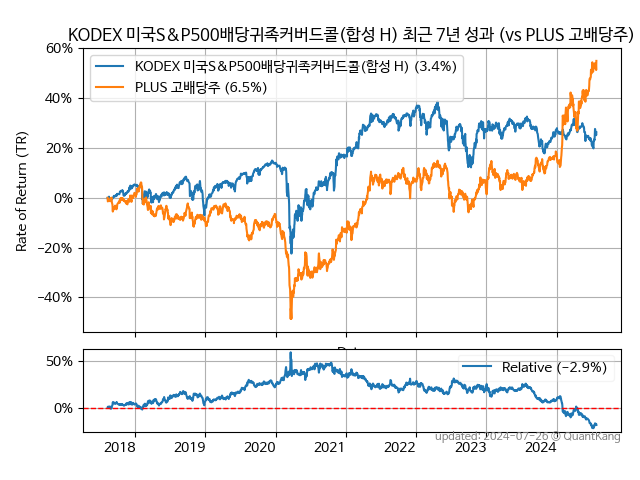 KODEX 미국S&P500배당귀족커버드콜(합성 H) 최근 7년 성과 (vs PLUS 고배당주)
KODEX 미국S&P500배당귀족커버드콜(합성 H) (3.4%)
PLUS 고배당주 (6.5%)
Rate of Return (TR)
60%
40%
20%
0%
−20%
−40%
Relative (−2.9%)
50%
0%
2018 2019 2020 2021 2022 2023 2024
updated: 2024-07-26 © QuantKang